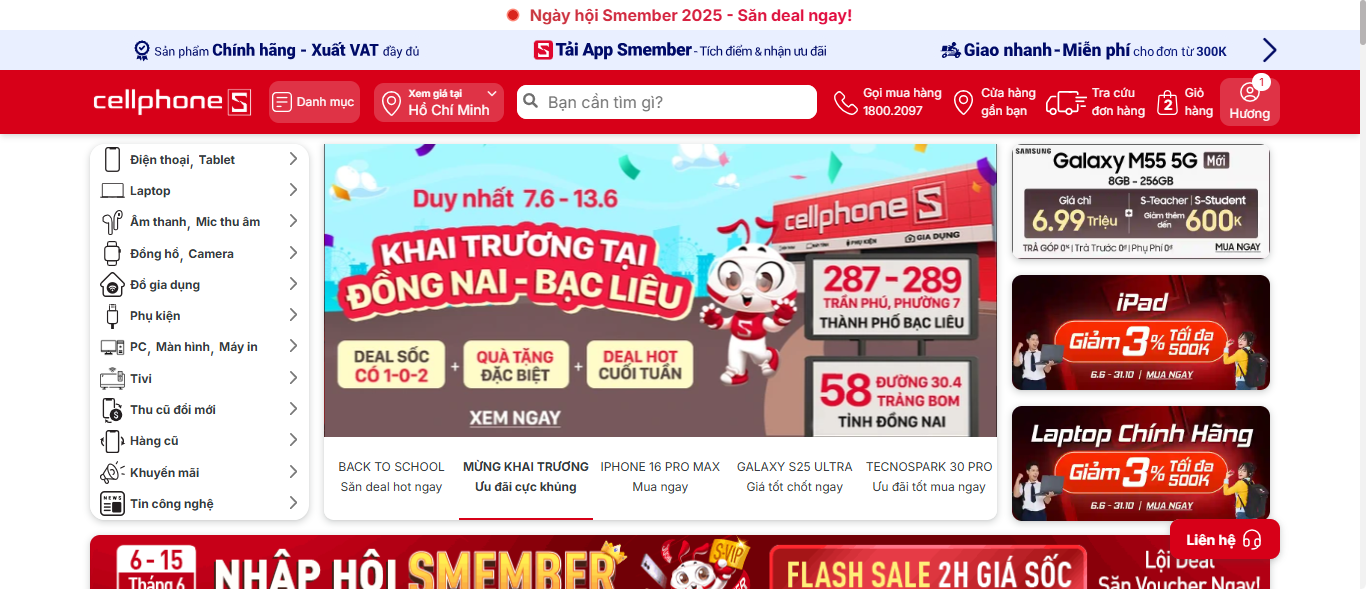 Ngày hội Smember 2025 - Săn deal ngay!
Sản phẩm Chính hãng - Xuất VAT đầy đủ
Tải App Smember - Tích điểm & nhận ưu đãi
Giao nhanh - Miễn phí cho đơn từ 300K
cellphoneS
Danh mục
Xem giá tại
Hồ Chí Minh
Bạn cần tìm gì?
Gọi mua hàng
1800.2097
Cửa hàng
gần bạn
Tra cứu
đơn hàng
2
Giỏ
hàng
1
Hương
Điện thoại, Tablet
Laptop
Âm thanh, Mic thu âm
Đồng hồ, Camera
Đồ gia dụng
Phụ kiện
PC, Màn hình, Máy in
Tivi
Thu cũ đổi mới
Hàng cũ
Khuyến mãi
Tin công nghệ
Duy nhất 7.6 - 13.6
KHAI TRƯƠNG TẠI
ĐỒNG NAI - BẠC LIÊU
DEAL SỐC
CÓ 1-0-2
+
QUÀ TẶNG
ĐẶC BIỆT
+
DEAL HOT
CUỐI TUẦN
XEM NGAY
cellphoneS
PHỤ KIỆN
GIA DỤNG
287 - 289
TRẦN PHÚ, PHƯỜNG 7
THÀNH PHỐ BẠC LIÊU
58 ĐƯỜNG 30.4
TRẢNG BOM
TỈNH ĐỒNG NAI
S
BACK TO SCHOOL
Săn deal hot ngay
MỪNG KHAI TRƯƠNG
Ưu đãi cực khủng
IPHONE 16 PRO MAX
Mua ngay
GALAXY S25 ULTRA
Giá tốt chốt ngay
TECNOSPARK 30 PRO
Ưu đãi tốt mua ngay
SAMSUNG
Galaxy M55 5G Mới
8GB - 256GB
Giá chỉ
6.99 Triệu
S-Teacher | S-Student
Giảm thêm đến 600K
TRẢ GÓP 0% | Trả Trước 0đ | Phụ Phí 0đ
MUA NGAY
iPad
Giảm 3% Tối đa 500K
6.6 - 31.10 | MUA NGAY
Laptop Chính Hãng
Giảm 3% Tối đa 500K
6.6 - 31.10 | MUA NGAY
Liên hệ
6 - 15
Tháng 6
NHẬP HỘI SMEMBER
S-VIP
FLASH SALE 2H GIÁ SỐC
Lội Deal
Săn Voucher Ngay!